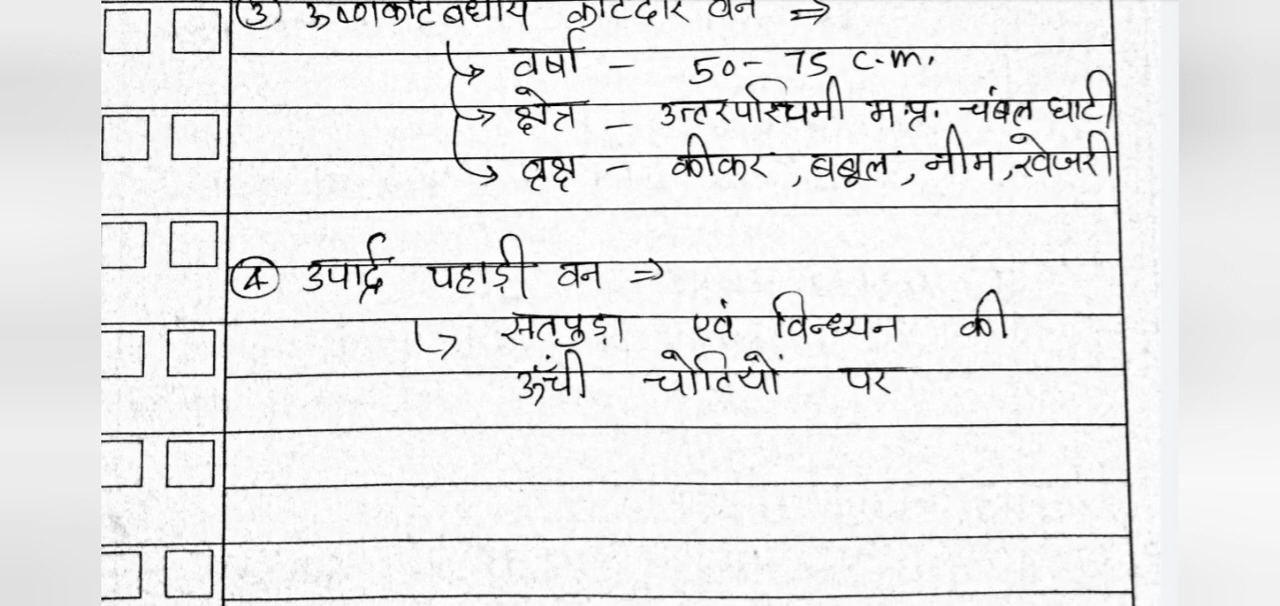 ③ ऊष्णकटिबंधीय काँटेदार वन ⇒
↳ वर्षा – 50 – 75 c.m.
↳ क्षेत्र – उत्तरपश्चिमी म.प्र. चंबल घाटी
↳ वृक्ष – कीकर, बबूल, नीम, खेजरी
④ उपार्द्र पहाड़ी वन ⇒
↳ सतपुड़ा एवं विन्ध्यन की
ऊँची चोटियों पर